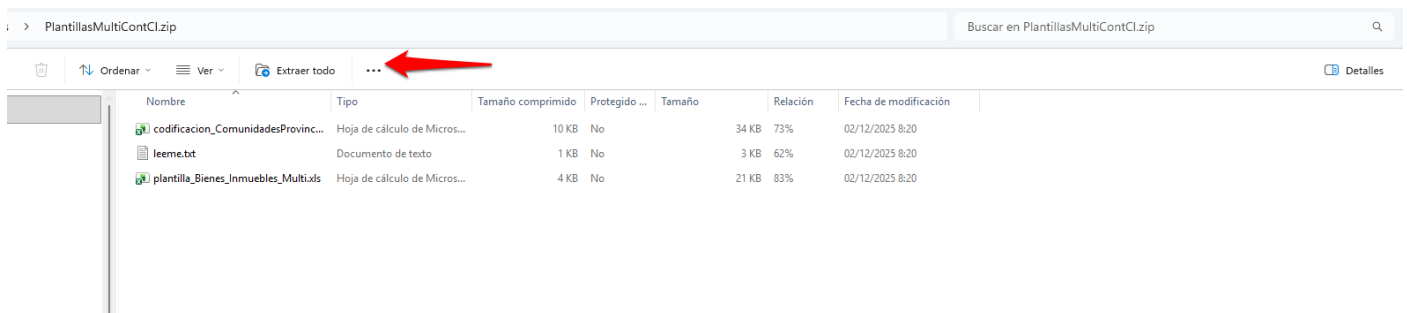 PlantillasMultiContCI.zip Buscar en PlantillasMultiContCI.zip
Ordenar Ver Extraer todo ... Detalles
Nombre Tipo Tamaño comprimido Protegido ... Tamaño Relación Fecha de modificación
codificacion_ComunidadesProvinc... Hoja de cálculo de Micros... 10 KB No 34 KB 73% 02/12/2025 8:20
leeme.txt Documento de texto 1 KB No 3 KB 62% 02/12/2025 8:20
plantilla_Bienes_Inmuebles_Multi.xls Hoja de cálculo de Micros... 4 KB No 21 KB 83% 02/12/2025 8:20